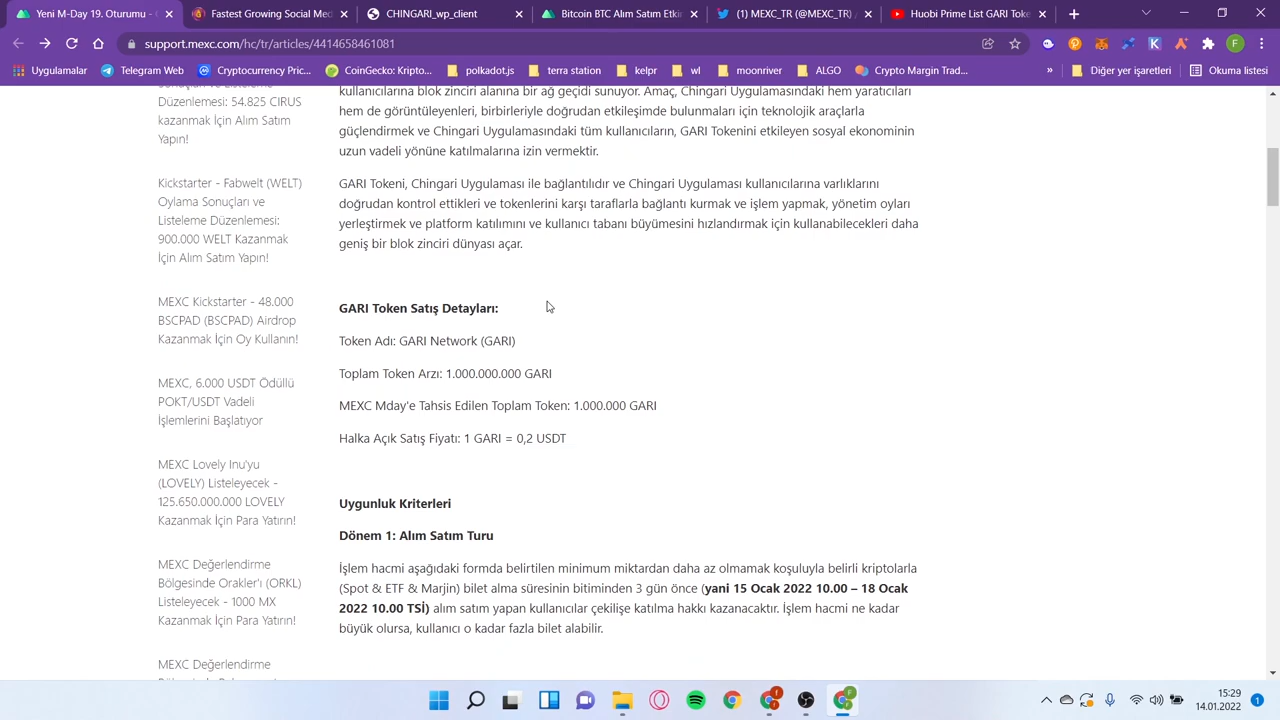 Yeni M-Day 19. Oturumu
Fastest Growing Social Med
CHINGARI_wp_client
Bitcoin BTC Alım Satım Etkin
(1) MEXC_TR (@MEXC_TR) /
Huobi Prime List GARI Toke
support.mexc.com/hc/tr/articles/4414658461081
Uygulamalar
Telegram Web
Cryptocurrency Pric...
CoinGecko: Kripto...
polkadot.js
terra station
kelpr
wl
moonriver
ALGO
Crypto Margin Trad...
»
Diğer yer işaretleri
Okuma listesi
Düzenlemesi: 54.825 CIRUS
kazanmak İçin Alım Satım
Yapın!
Kickstarter - Fabwelt (WELT)
Oylama Sonuçları ve
Listeleme Düzenlemesi:
900.000 WELT Kazanmak
İçin Alım Satım Yapın!
MEXC Kickstarter - 48.000
BSCPAD (BSCPAD) Airdrop
Kazanmak İçin Oy Kullanın!
MEXC, 6.000 USDT Ödüllü
POKT/USDT Vadeli
İşlemlerini Başlatıyor
MEXC Lovely Inu'yu
(LOVELY) Listeleyecek -
125.650.000.000 LOVELY
Kazanmak İçin Para Yatırın!
MEXC Değerlendirme
Bölgesinde Orakler'ı (ORKL)
Listeleyecek - 1000 MX
Kazanmak İçin Para Yatırın!
MEXC Değerlendirme
kullanıcılarına blok zinciri alanına bir ağ geçidi sunuyor. Amaç, Chingari Uygulamasındaki hem yaratıcıları
hem de görüntüleyenleri, birbirleriyle doğrudan etkileşimde bulunmaları için teknolojik araçlarla
güçlendirmek ve Chingari Uygulamasındaki tüm kullanıcıların, GARI Tokenini etkileyen sosyal ekonominin
uzun vadeli yönüne katılmalarına izin vermektir.
GARI Tokeni, Chingari Uygulaması ile bağlantılıdır ve Chingari Uygulaması kullanıcılarına varlıklarını
doğrudan kontrol ettikleri ve tokenlerini karşı taraflarla bağlantı kurmak ve işlem yapmak, yönetim oyları
yerleştirmek ve platform katılımını ve kullanıcı tabanı büyümesini hızlandırmak için kullanabilecekleri daha
geniş bir blok zinciri dünyası açar.
GARI Token Satış Detayları:
Token Adı: GARI Network (GARI)
Toplam Token Arzı: 1.000.000.000 GARI
MEXC Mday'e Tahsis Edilen Toplam Token: 1.000.000 GARI
Halka Açık Satış Fiyatı: 1 GARI = 0,2 USDT
Uygunluk Kriterleri
Dönem 1: Alım Satım Turu
İşlem hacmi aşağıdaki formda belirtilen minimum miktardan daha az olmamak koşuluyla belirli kriptolarla
(Spot & ETF & Marjin) bilet alma süresinin bitiminden 3 gün önce (yani 15 Ocak 2022 10.00 – 18 Ocak
2022 10.00 TSİ) alım satım yapan kullanıcılar çekilişe katılma hakkı kazanacaktır. İşlem hacmi ne kadar
büyük olursa, kullanıcı o kadar fazla bilet alabilir.
15:29
14.01.2022